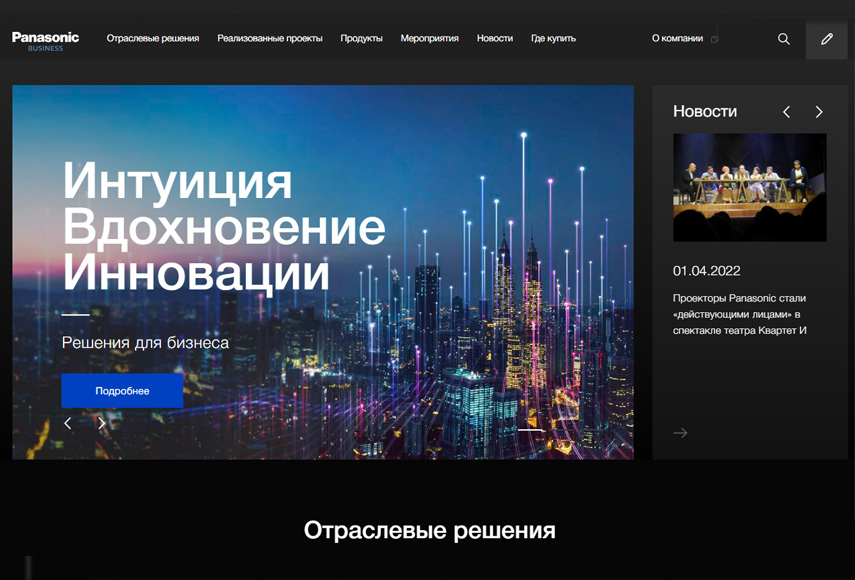 Panasonic
BUSINESS
Отраслевые решения
Реализованные проекты
Продукты
Мероприятия
Новости
Где купить
О компании
Интуиция
Вдохновение
Инновации
Решения для бизнеса
Подробнее
Новости
01.04.2022
Проекторы Panasonic стали
«действующими лицами» в
спектакле театра Квартет И
Отраслевые решения